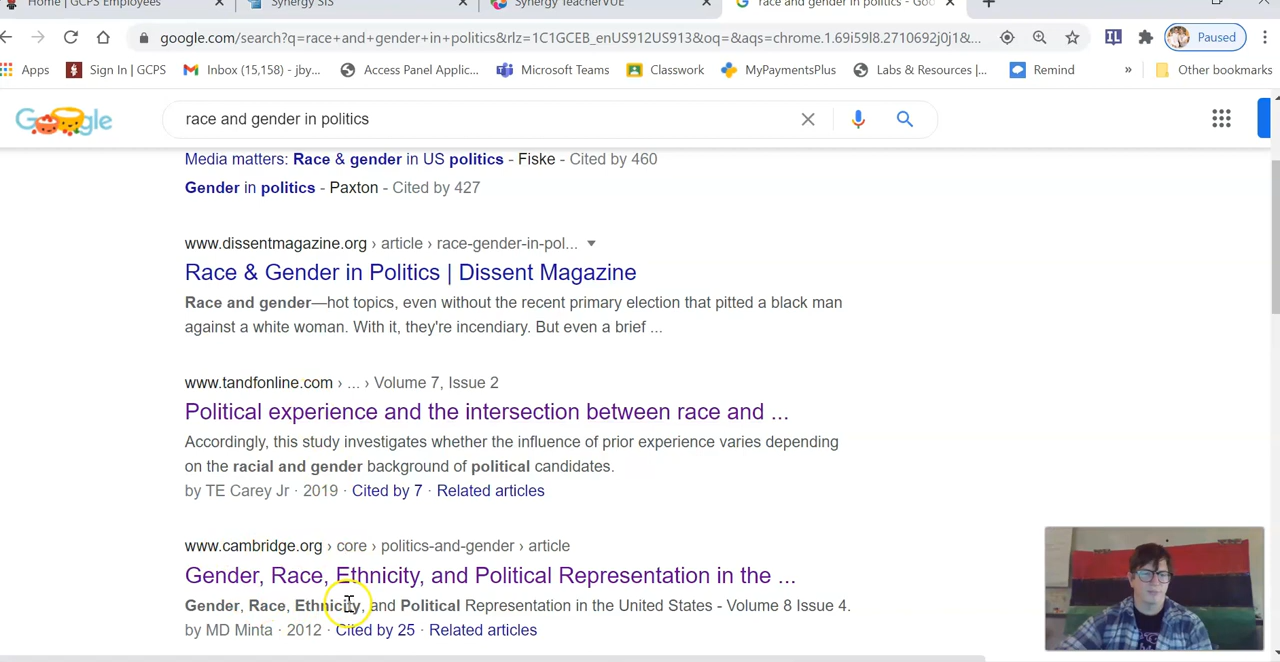 Home | GCPS Employees
Synergy SIS
Synergy TeacherVUE
race and gender in politics - Goo
google.com/search?q=race+and+gender+in+politics&rlz=1C1GCEB_enUS912US913&oq=&aqs=chrome.1.69i59l8.2710692j0j1&...
IL
Paused
Apps
Sign In | GCPS
Inbox (15,158) - jby...
Access Panel Applic...
Microsoft Teams
Classwork
MyPaymentsPlus
Labs & Resources |...
Remind
»
Other bookmarks
Google
race and gender in politics
Media matters: Race & gender in US politics - Fiske - Cited by 460
Gender in politics - Paxton - Cited by 427
www.dissentmagazine.org › article › race-gender-in-pol...
Race & Gender in Politics | Dissent Magazine
Race and gender—hot topics, even without the recent primary election that pitted a black man
against a white woman. With it, they're incendiary. But even a brief ...
www.tandfonline.com › ... › Volume 7, Issue 2
Political experience and the intersection between race and ...
Accordingly, this study investigates whether the influence of prior experience varies depending
on the racial and gender background of political candidates.
by TE Carey Jr · 2019 · Cited by 7 · Related articles
www.cambridge.org › core › politics-and-gender › article
Gender, Race, Ethnicity, and Political Representation in the ...
Gender, Race, Ethnicity, and Political Representation in the United States - Volume 8 Issue 4.
by MD Minta · 2012 · Cited by 25 · Related articles